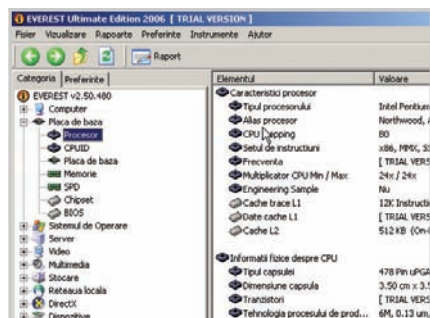 EVEREST Ultimate Edition 2006 [ TRIAL VERSION ]
Fisier Vizualizare Rapoarte Preferinte Instrumente Ajutor
Raport
Categoria Preferinte
Elementul Valoare
EVEREST v2.50.480
Computer
Placa de baza
Procesor
CPUID
Placa de baza
Memorie
SPD
Chipset
BIOS
Sistemul de Operare
Server
Video
Multimedia
Stocare
Reteaua locala
DirectX
Dispozitive
Caracteristici procesor
Tipul procesorului Intel Pentium
Alias procesor Northwood, 
CPU stepping B0
Setul de instructiuni x86, MMX, SS
Frecventa [ TRIAL VERS
Multiplicator CPU Min / Max 24x / 24x
Engineering Sample Nu
Cache trace L1 12K Instructi
Date cache L1 [ TRIAL VERS
Cache L2 512 KB (On-
Informatii fizice despre CPU
Tipul capsulei 478 Pin uPGA
Dimensiune capsula 3.50 cm x 3.5
Tranzistori [ TRIAL VERS
Tehnologia procesului de prod... 6M, 0.13 um,